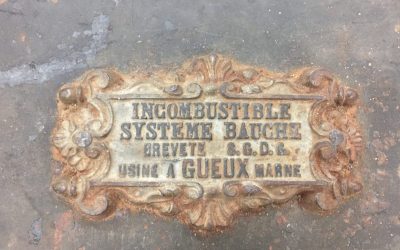 INCOMBUSTIBLE
SYSTEME BAUCHE
BREVETE S.G.D.G.
USINE A GUEUX MARNE